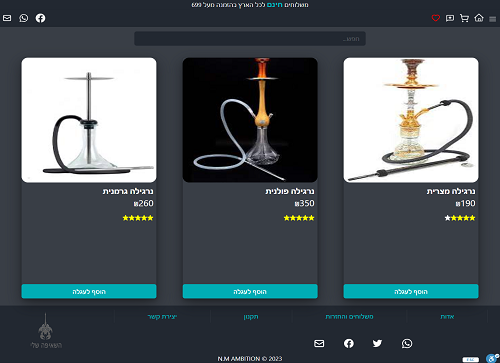 משלוחים חינם לכל הארץ בהזמנה מעל 699
חפש...
נרגילה מצרית
₪190
הוסף לעגלה
נרגילה פולנית
₪350
הוסף לעגלה
נרגילה גרמנית
₪260
הוסף לעגלה
אודות
משלוחים והחזרות
תקנון
יצירת קשר
השאיפה שלי
N.M AMBITION © 2023